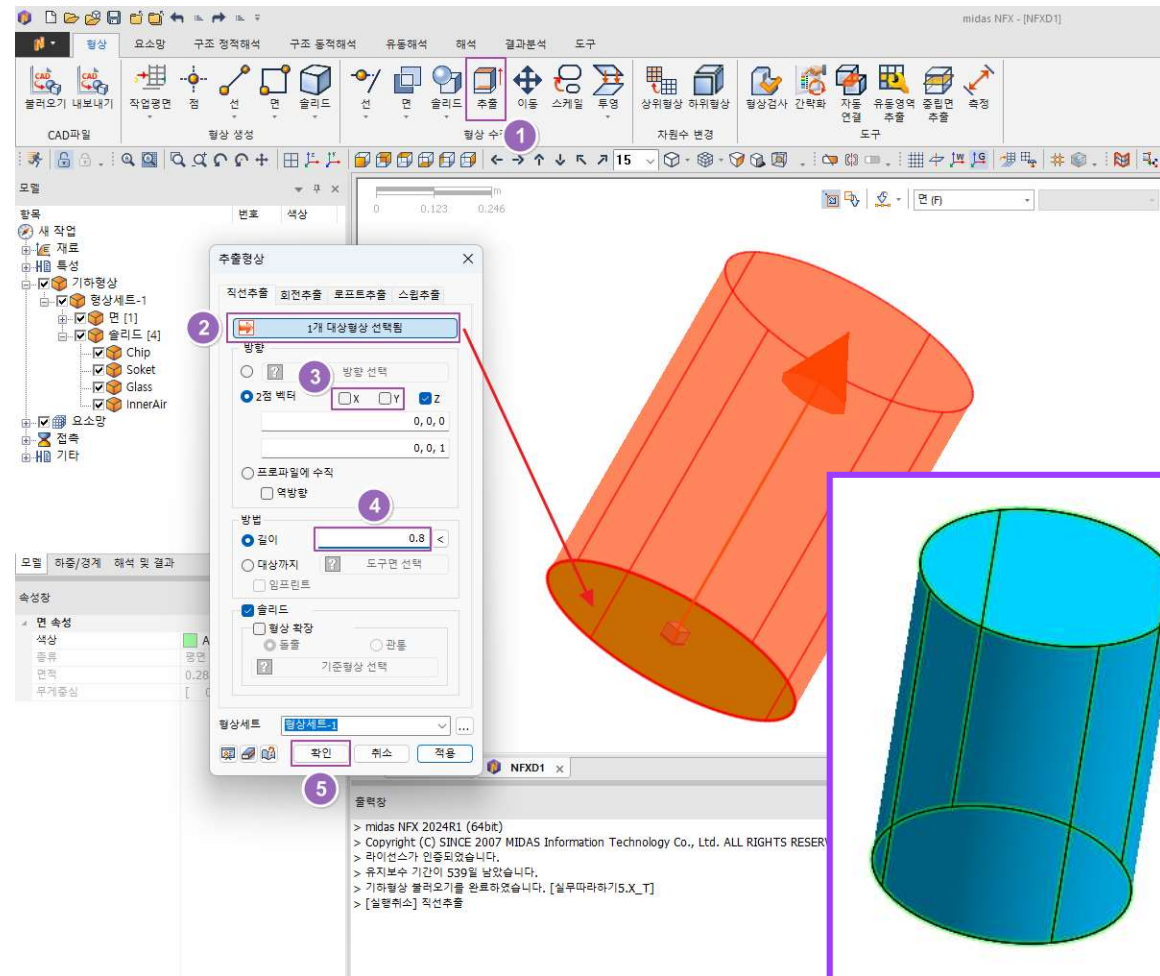 midas NFX - [NFXD1]
형상 요소망 구조 정적해석 구조 동적해석 유동해석 해석 결과분석 도구
불러오기 내보내기 작업평면 점 선 면 솔리드 선 면 솔리드 추출 이동 스케일 투영 상위형상 하위형상 형상검사 간략화 자동 연결 유동영역 추출 중립면 추출 측정
CAD파일 형상 생성 형상 수 1 차원수 변경 도구
15
모델
항목 번호 색상
0 0.123 0.246 m
면 (F)
새 작업
재료
특성
기하형상
형상세트-1
면 [1]
솔리드 [4]
Chip
Soket
Glass
InnerAir
요소망
접촉
기타
추출형상
직선추출 회전추출 로프트추출 스윕추출
2 1개 대상형상 선택됨
방향
? 방향 선택
3
2점 벡터 X Y Z
0, 0, 0
0, 0, 1
프로파일에 수직
역방향
4
방법
길이 0.8 <
대상까지 ? 도구면 선택
임프린트
솔리드
형상 확장
돌출 관통
? 기준형상 선택
형상세트 형상세트-1 ...
확인 취소 적용
5
모델 하중/경계 해석 및 결과
속성창
면 속성
색상 A
종류 평면
면적 0.28
무게중심 [
NFXD1
출력창
> midas NFX 2024R1 (64bit)
> Copyright (C) SINCE 2007 MIDAS Information Technology Co., Ltd. ALL RIGHTS RESER
> 라이선스가 인증되었습니다.
> 유지보수 기간이 539일 남았습니다.
> 기하형상 불러오기를 완료하였습니다. [실무따라하기5.X_T]
> [실행취소] 직선추출